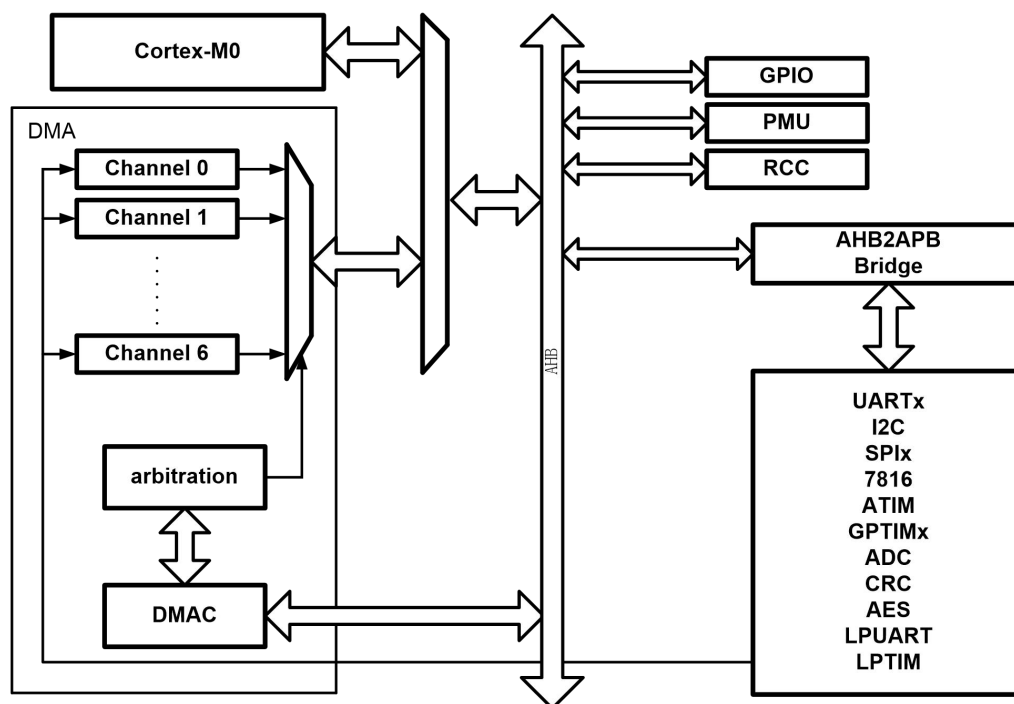 Cortex-M0
DMA
Channel 0
Channel 1
Channel 6
arbitration
DMAC
AHB
GPIO
PMU
RCC
AHB2APB
Bridge
UARTx
I2C
SPIx
7816
ATIM
GPTIMx
ADC
CRC
AES
LPUART
LPTIM